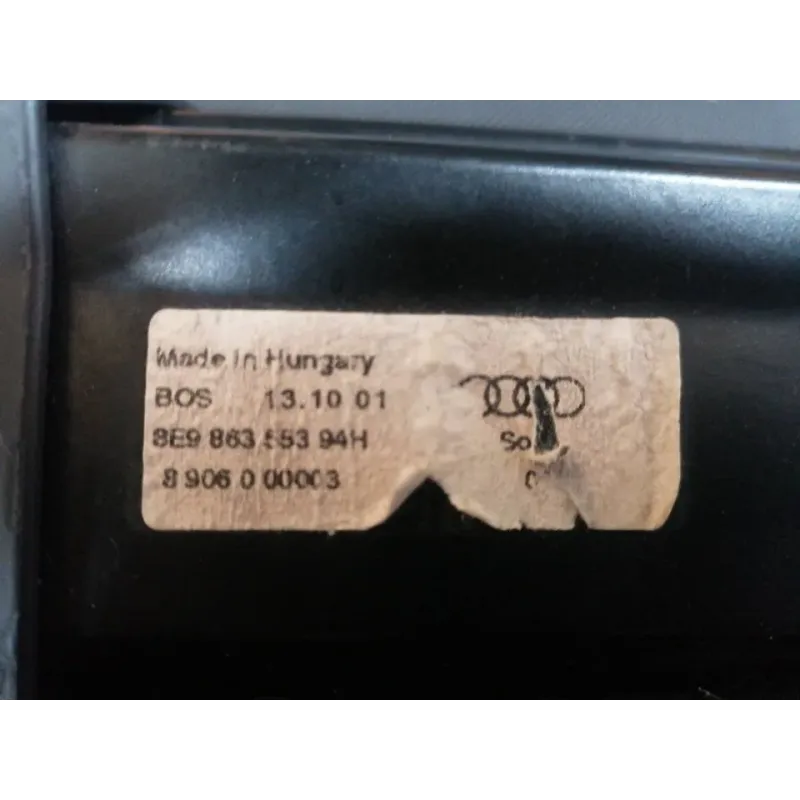 Made in Hungary
BOS 13.10 01
8E9 863 553 94H
8 906 0 00003